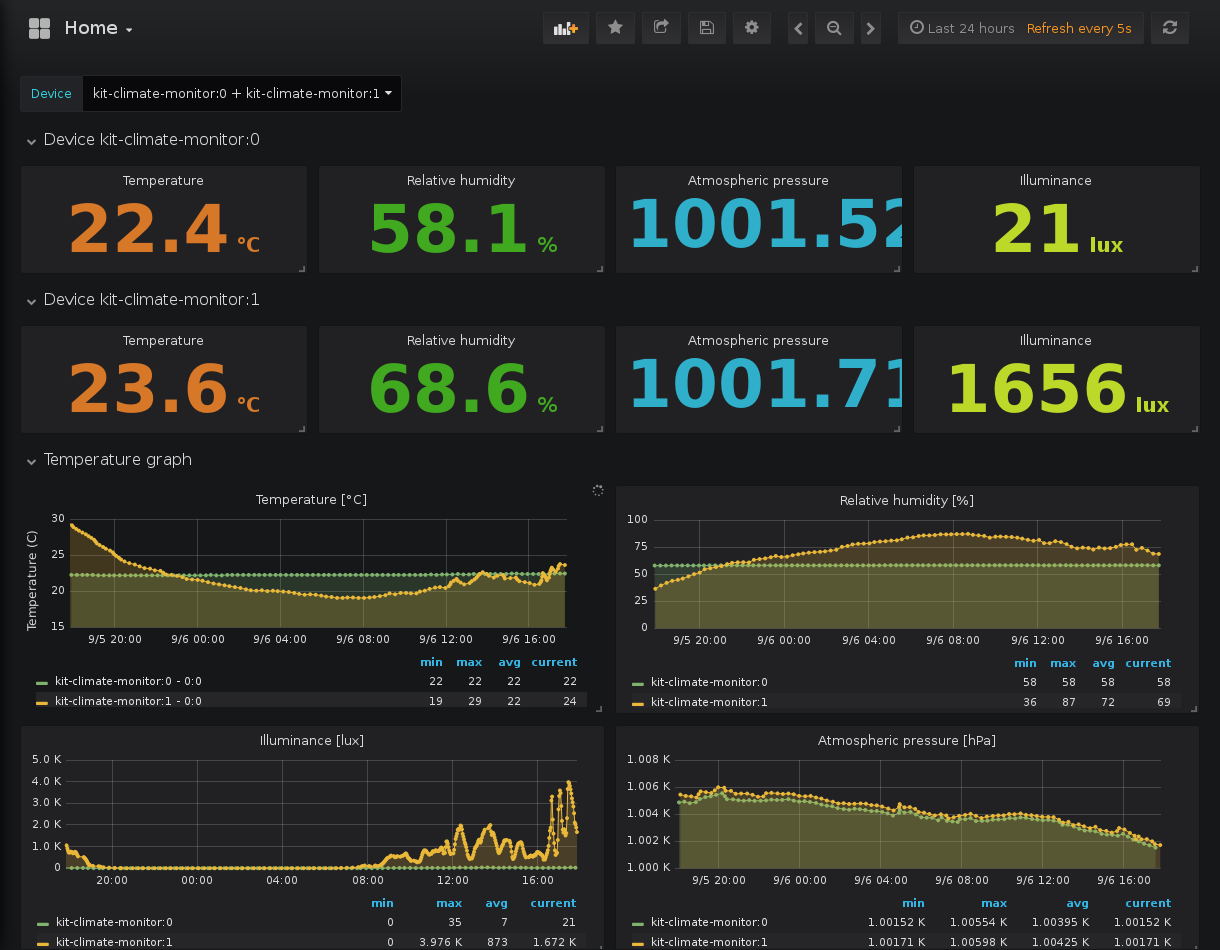 Home
Last 24 hours Refresh every 5s
Device kit-climate-monitor:0 + kit-climate-monitor:1
Device kit-climate-monitor:0
Temperature Relative humidity Atmospheric pressure Illuminance
22.4 °C 58.1 % 1001.52 21 lux
Device kit-climate-monitor:1
Temperature Relative humidity Atmospheric pressure Illuminance
23.6 °C 68.6 % 1001.71 1656 lux
Temperature graph
Temperature [°C]
Temperature (C)
30
25
20
15
9/5 20:00 9/6 00:00 9/6 04:00 9/6 08:00 9/6 12:00 9/6 16:00
min max avg current
kit-climate-monitor:0 - 0:0 22 22 22 22
kit-climate-monitor:1 - 0:0 19 29 22 24
Relative humidity [%]
100
75
50
25
0
9/5 20:00 9/6 00:00 9/6 04:00 9/6 08:00 9/6 12:00 9/6 16:00
min max avg current
kit-climate-monitor:0 58 58 58 58
kit-climate-monitor:1 36 87 72 69
Illuminance [lux]
5.0 K
4.0 K
3.0 K
2.0 K
1.0 K
0
20:00 00:00 04:00 08:00 12:00 16:00
min max avg current
kit-climate-monitor:0 0 35 7 21
kit-climate-monitor:1 0 3.976 K 873 1.672 K
Atmospheric pressure [hPa]
1.008 K
1.006 K
1.004 K
1.002 K
1.000 K
9/5 20:00 9/6 00:00 9/6 04:00 9/6 08:00 9/6 12:00 9/6 16:00
min max avg current
kit-climate-monitor:0 1.00152 K 1.00554 K 1.00395 K 1.00152 K
kit-climate-monitor:1 1.00171 K 1.00598 K 1.00425 K 1.00171 K